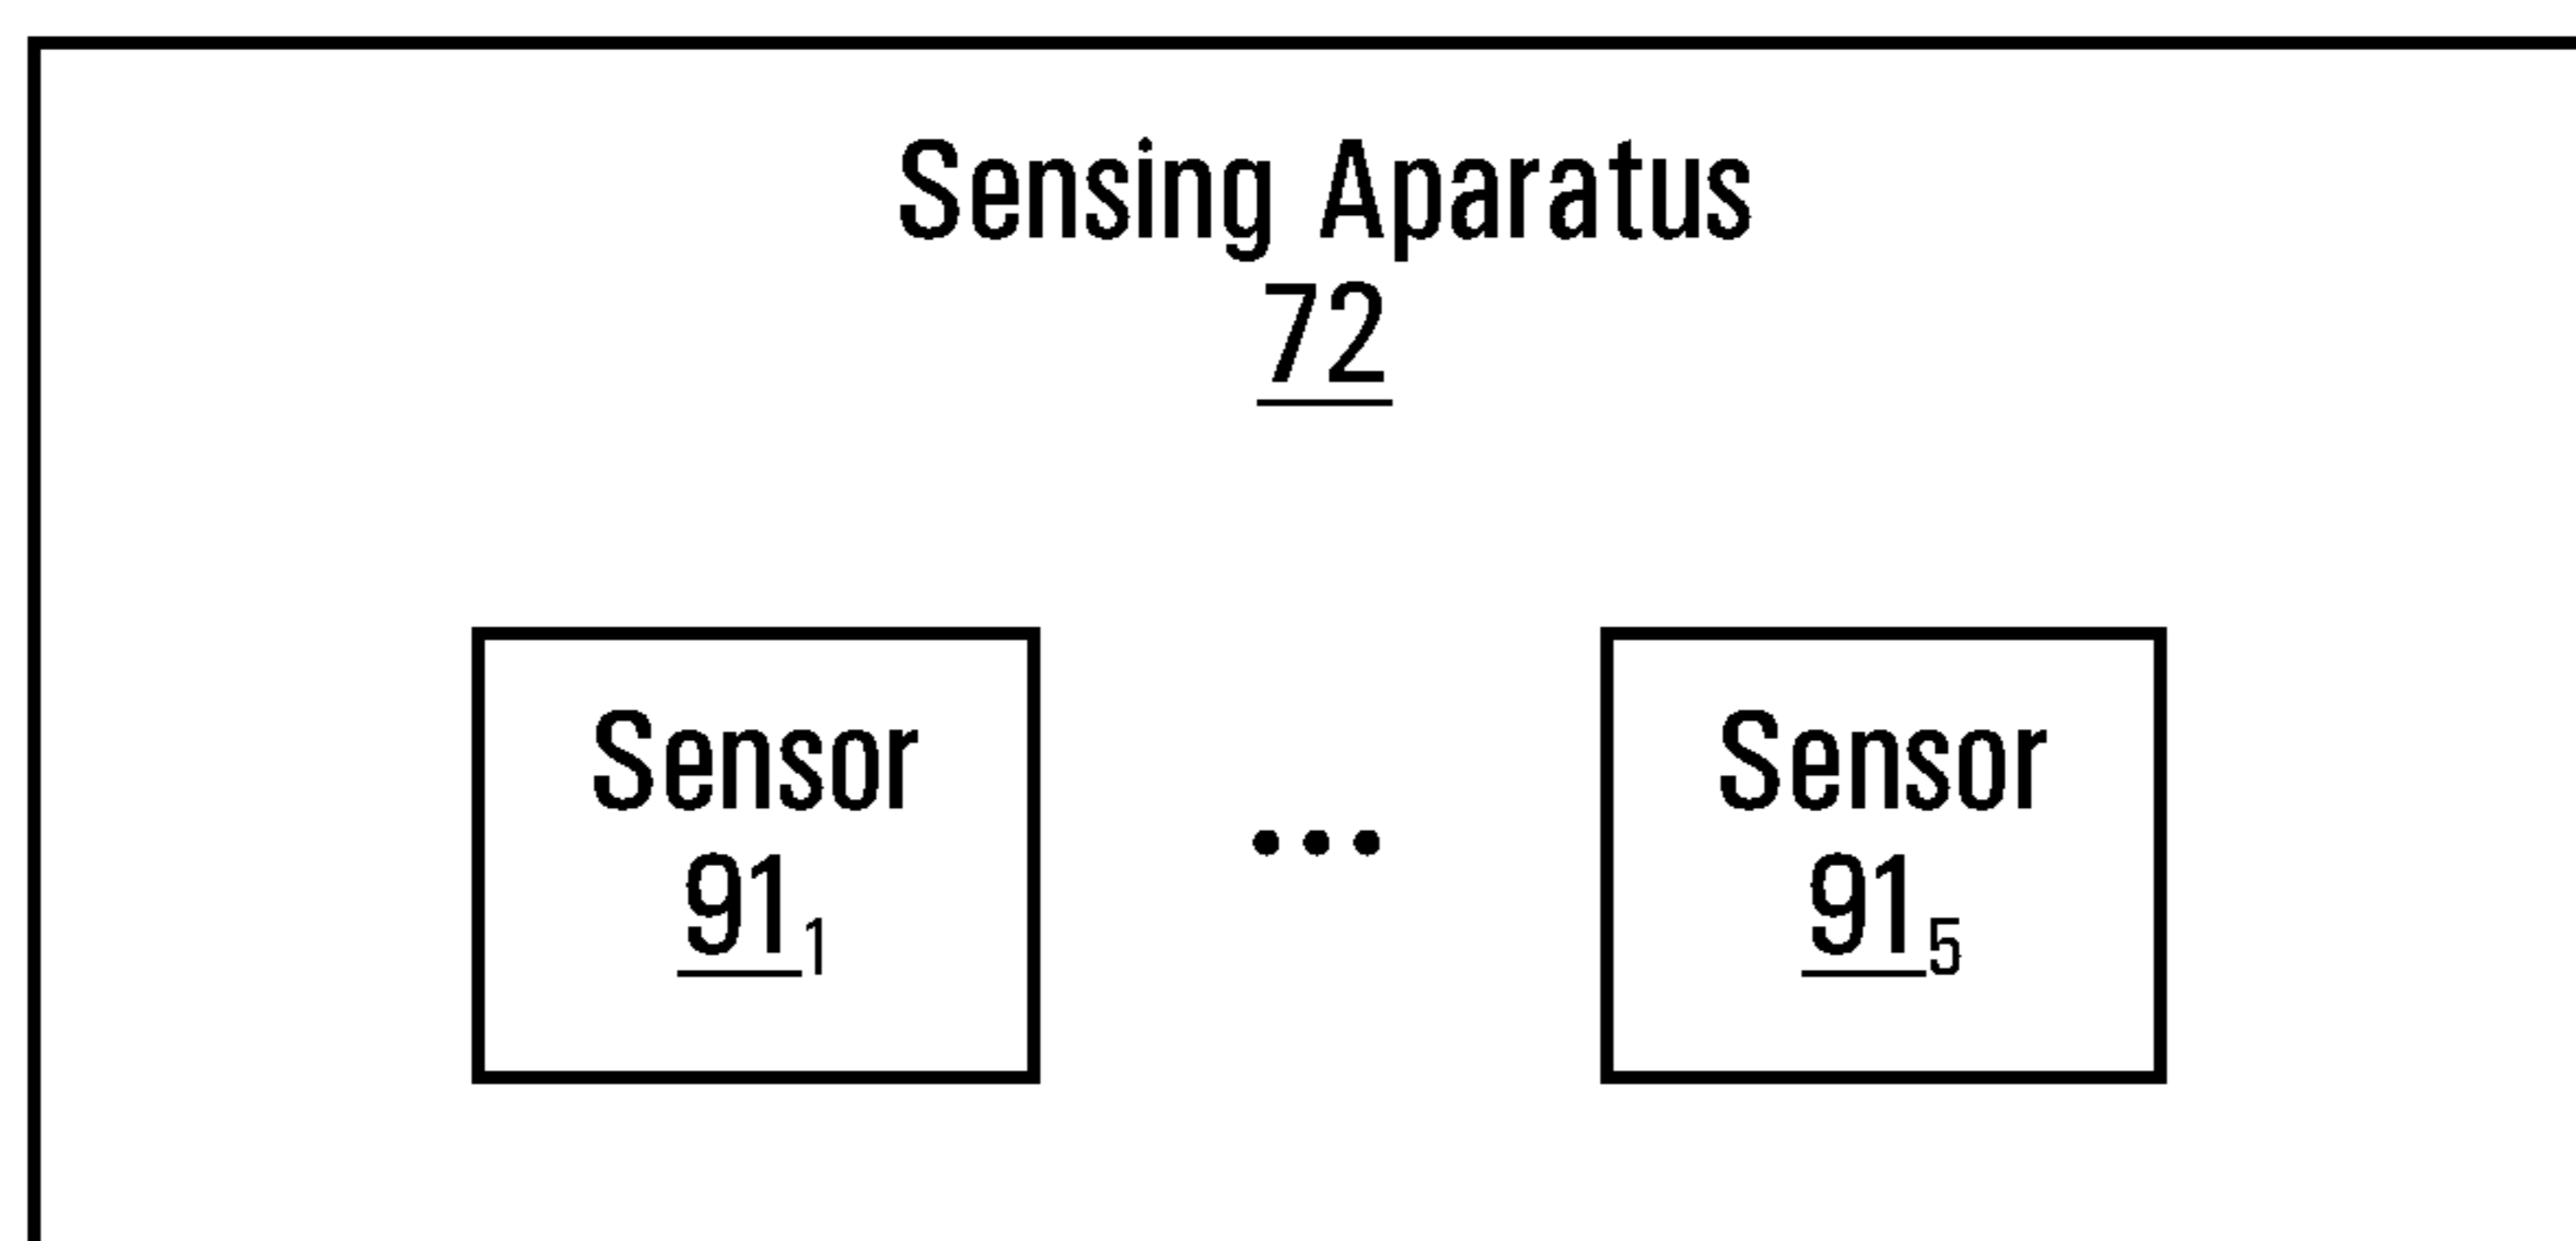 Sensing Aparatus
72
Sensor
91₁
...
Sensor
91₅